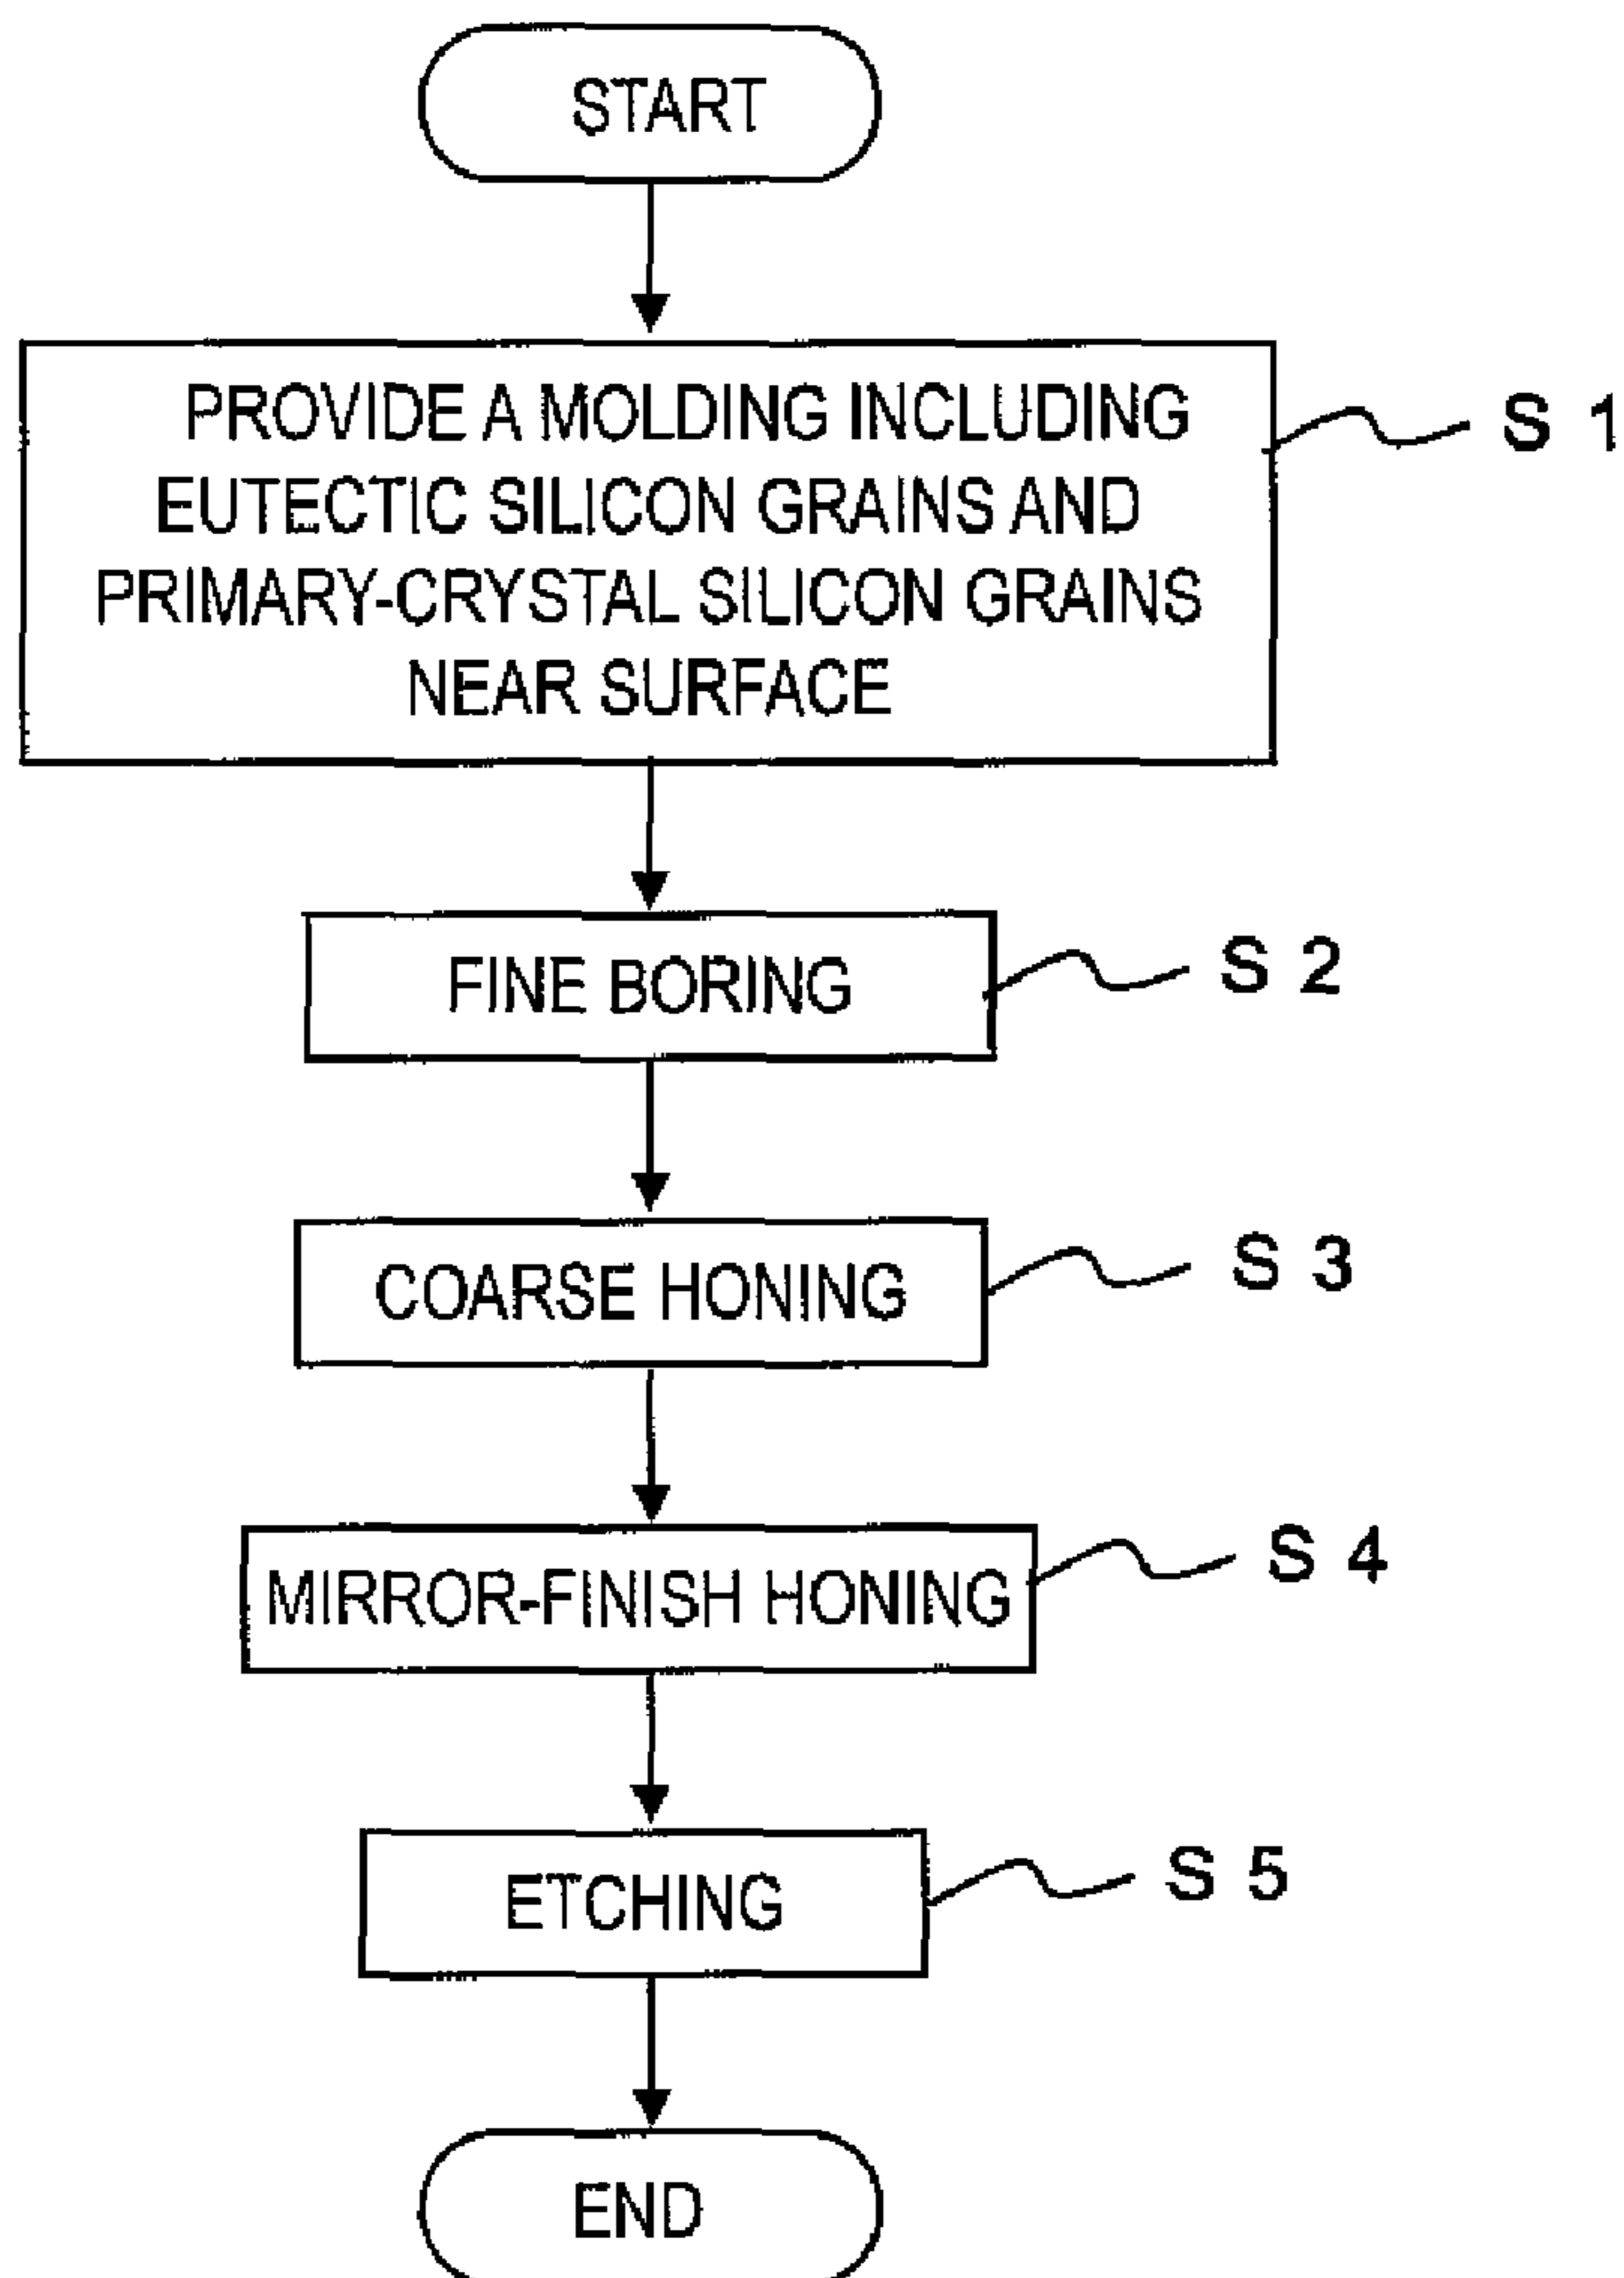 START
PROVIDE A MOLDING INCLUDING
EUTECTIC SILICON GRAINS AND
PRIMARY-CRYSTAL SILICON GRAINS
NEAR SURFACE
S 1
FINE BORING
S 2
COARSE HONING
S 3
MIRROR-FINISH HONING
S 4
ETCHING
S 5
END